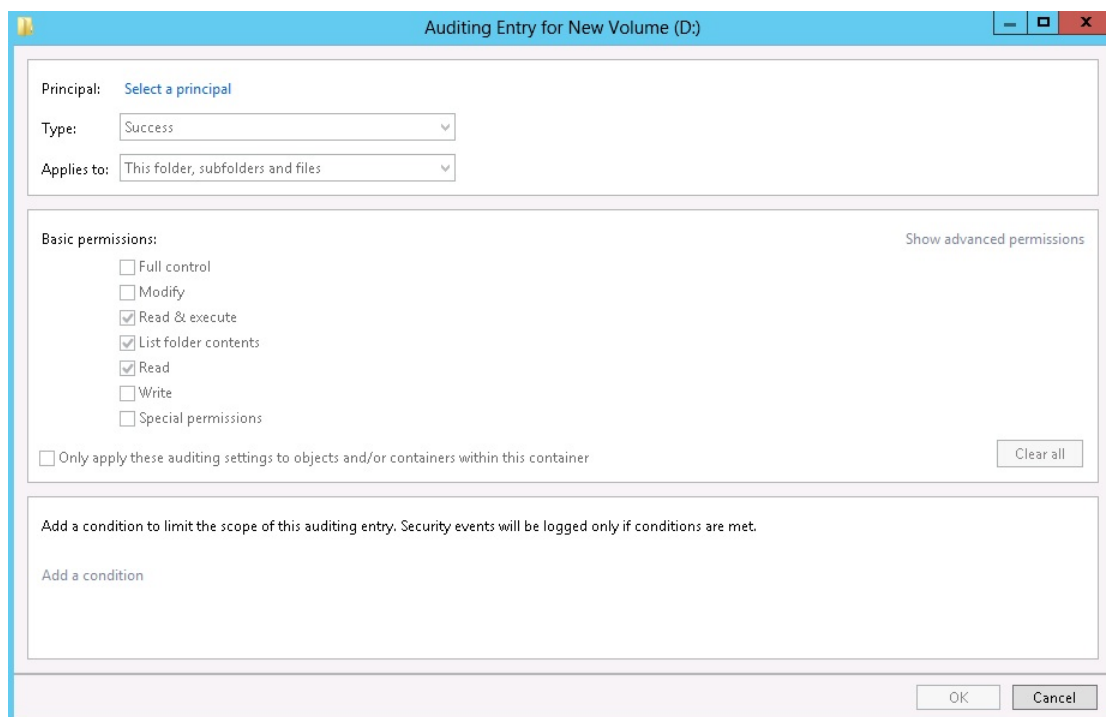 Auditing Entry for New Volume (D:)
Principal: Select a principal
Type: Success
Applies to: This folder, subfolders and files
Basic permissions: Show advanced permissions
Full control
Modify
Read & execute
List folder contents
Read
Write
Special permissions
Only apply these auditing settings to objects and/or containers within this container Clear all
Add a condition to limit the scope of this auditing entry. Security events will be logged only if conditions are met.
Add a condition
OK Cancel